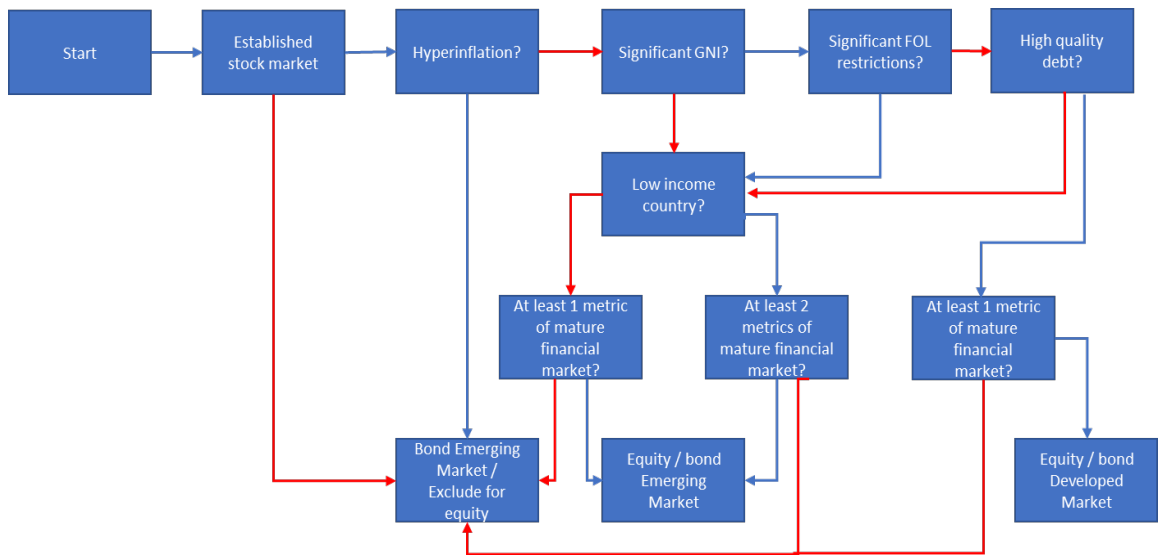 Start
Established
stock market
Hyperinflation?
Significant GNI?
Significant FOL
restrictions?
High quality
debt?
Low income
country?
At least 1 metric
of mature
financial
market?
At least 2
metrics of
mature financial
market?
At least 1 metric
of mature
financial
market?
Bond Emerging
Market /
Exclude for
equity
Equity / bond
Emerging
Market
Equity / bond
Developed
Market